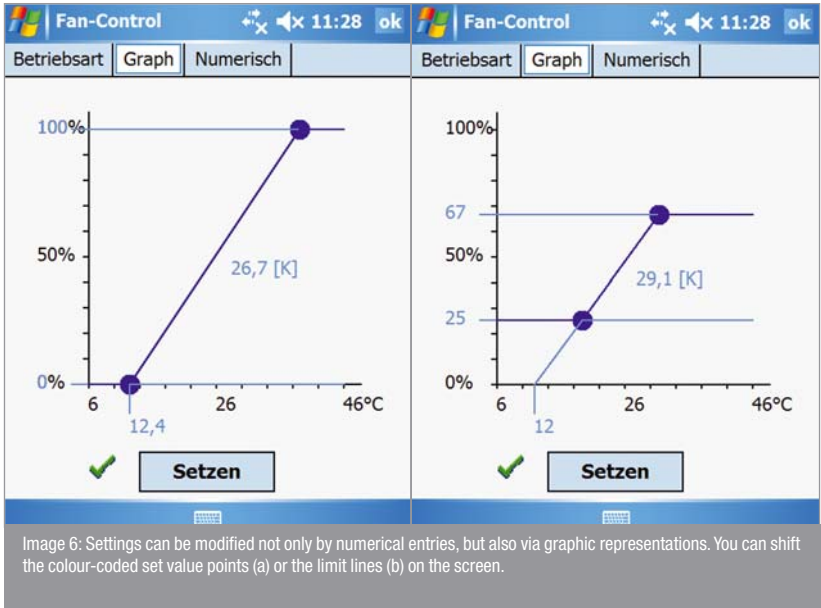 Fan-Control 11:28 ok
Betriebsart Graph Numerisch
100%
50%
26,7 [K]
0%
6 26 46°C
12,4
Setzen
Fan-Control 11:28 ok
Betriebsart Graph Numerisch
100%
67
50%
29,1 [K]
25
0%
6 26 46°C
12
Setzen
Image 6: Settings can be modified not only by numerical entries, but also via graphic representations. You can shift
the colour-coded set value points (a) or the limit lines (b) on the screen.